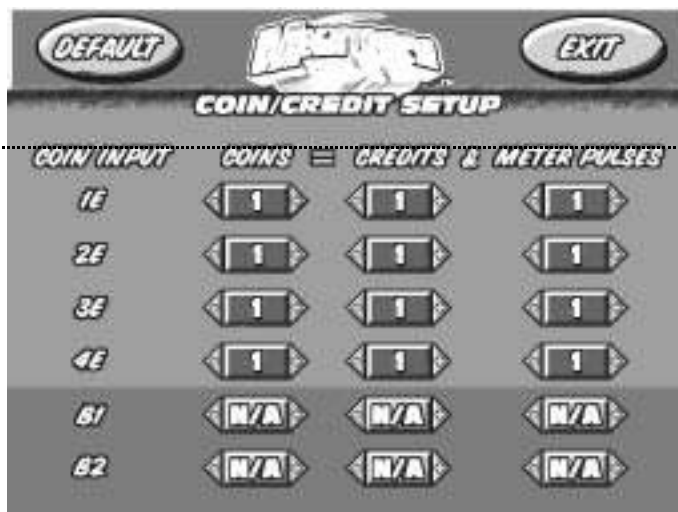 DEFAULT
EXIT
COIN/CREDIT SETUP
COIN INPUT COINS = CREDITS & METER PULSES
1E 1 1 1
2E 1 1 1
3E 1 1 1
4E 1 1 1
B1 N/A N/A N/A
B2 N/A N/A N/A